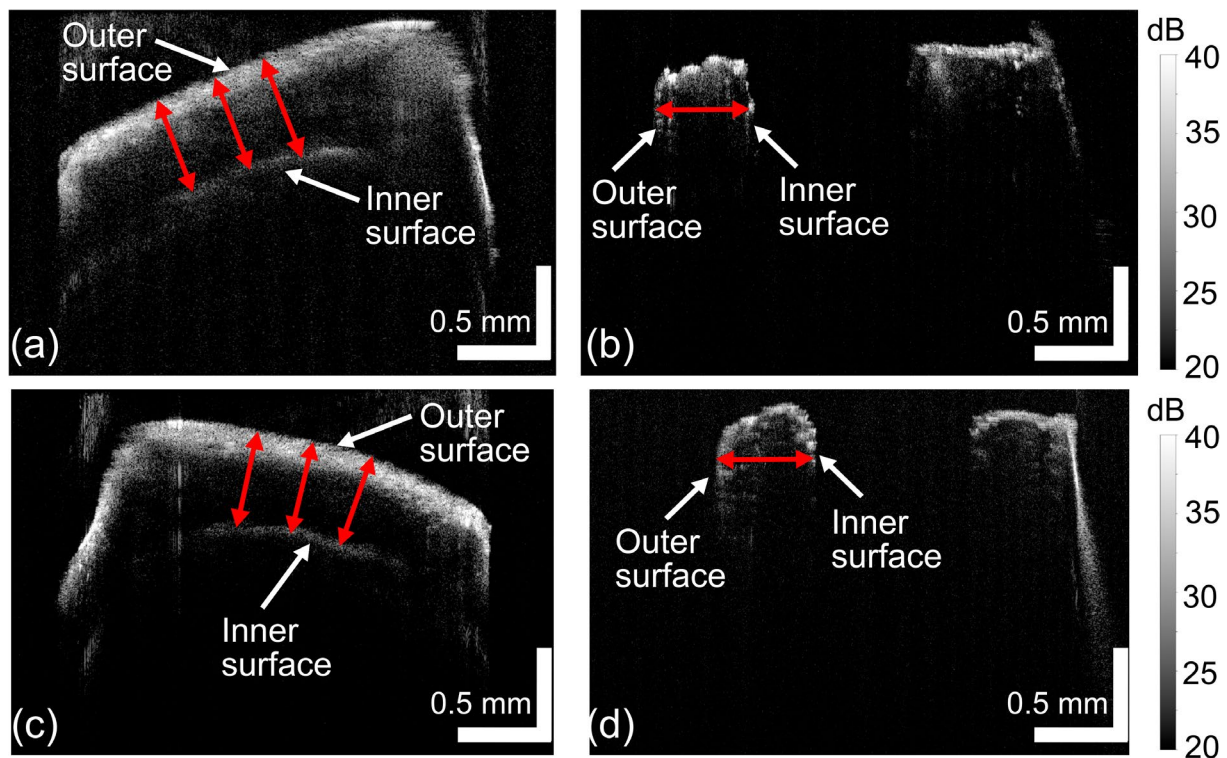 Outer
surface
Inner
surface
0.5 mm
(a)
Outer
surface
Inner
surface
0.5 mm
(b)
dB
40
35
30
25
20
Outer
surface
Inner
surface
0.5 mm
(c)
Outer
surface
Inner
surface
0.5 mm
(d)
dB
40
35
30
25
20